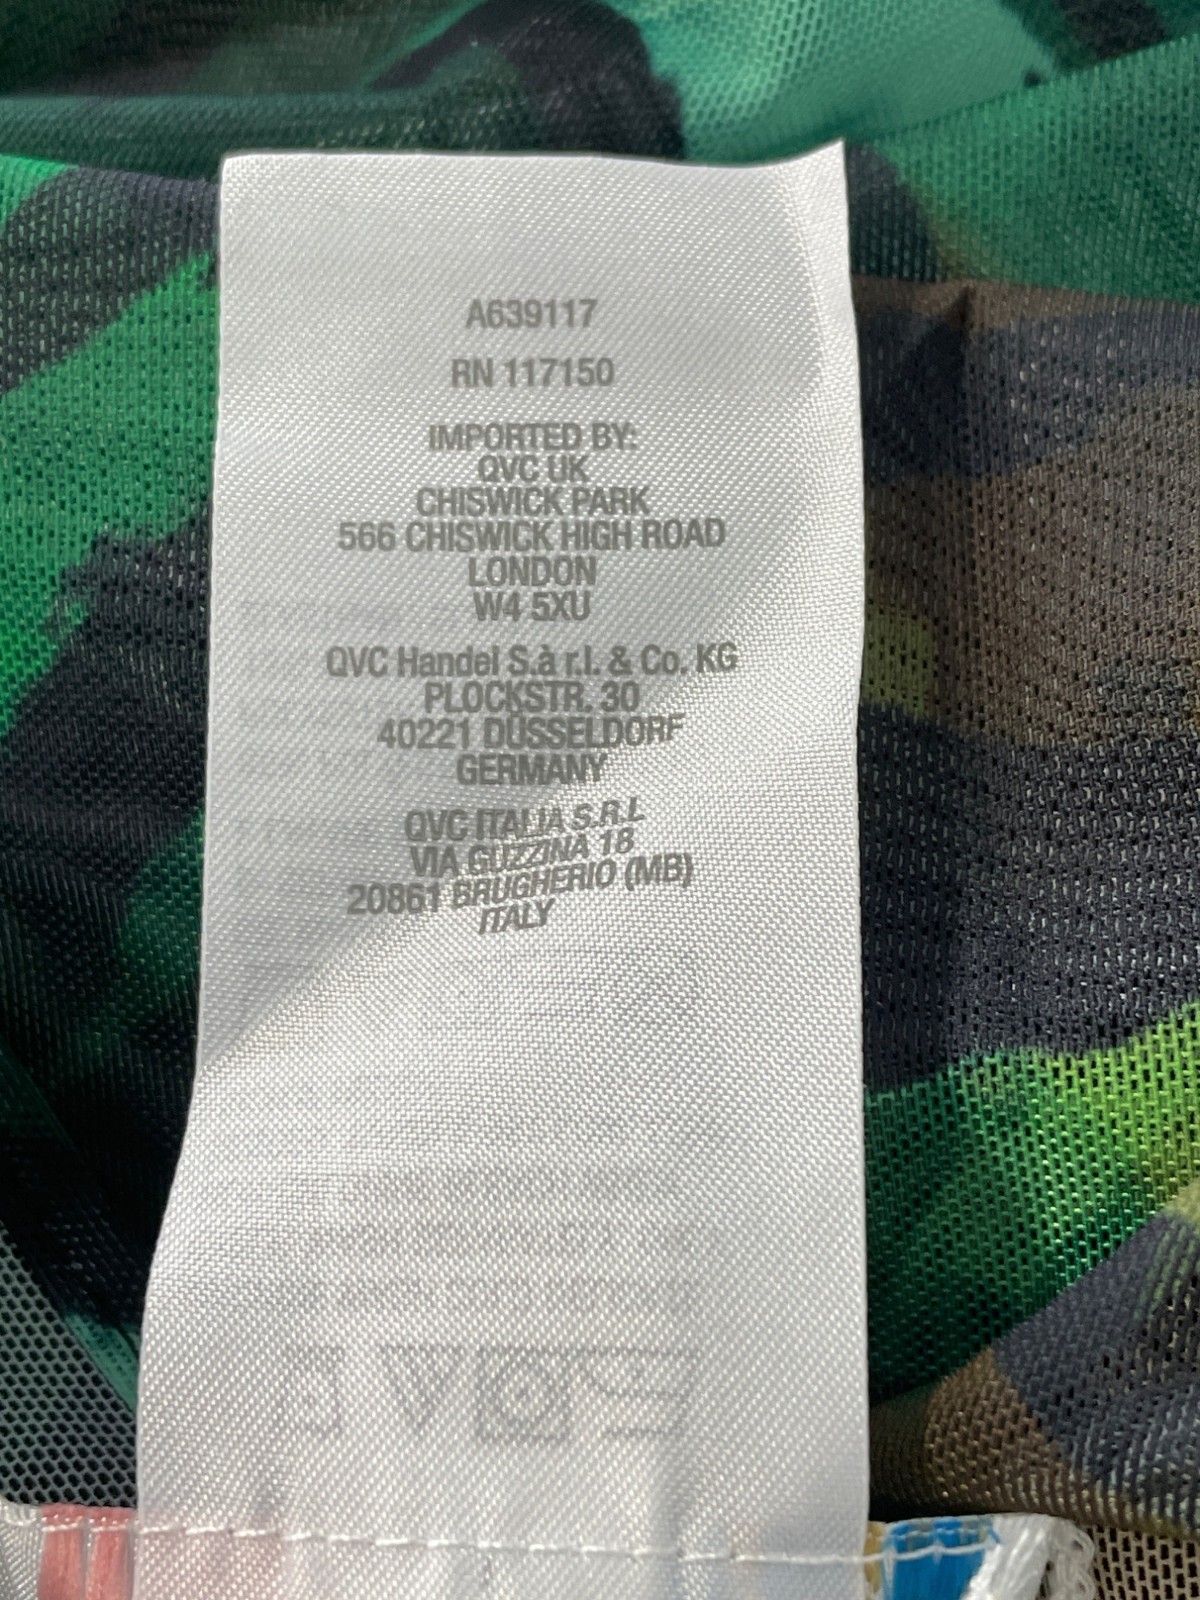 A639117
RN 117150
IMPORTED BY:
QVC UK
CHISWICK PARK
566 CHISWICK HIGH ROAD
LONDON
W4 5XU
QVC Handel S.à r.l. & Co. KG
PLOCKSTR. 30
40221 DÜSSELDORF
GERMANY
QVC ITALIA S.R.L
VIA GUZZINA 18
20861 BRUGHERIO (MB)
ITALY